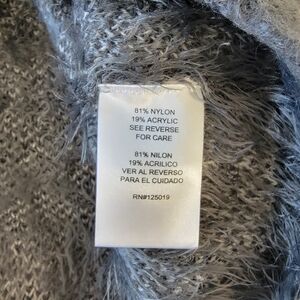 81% NYLON
19% ACRYLIC
SEE REVERSE
FOR CARE
81% NILON
19% ACRILICO
VER AL REVERSO
PARA EL CUIDADO
RN#125019